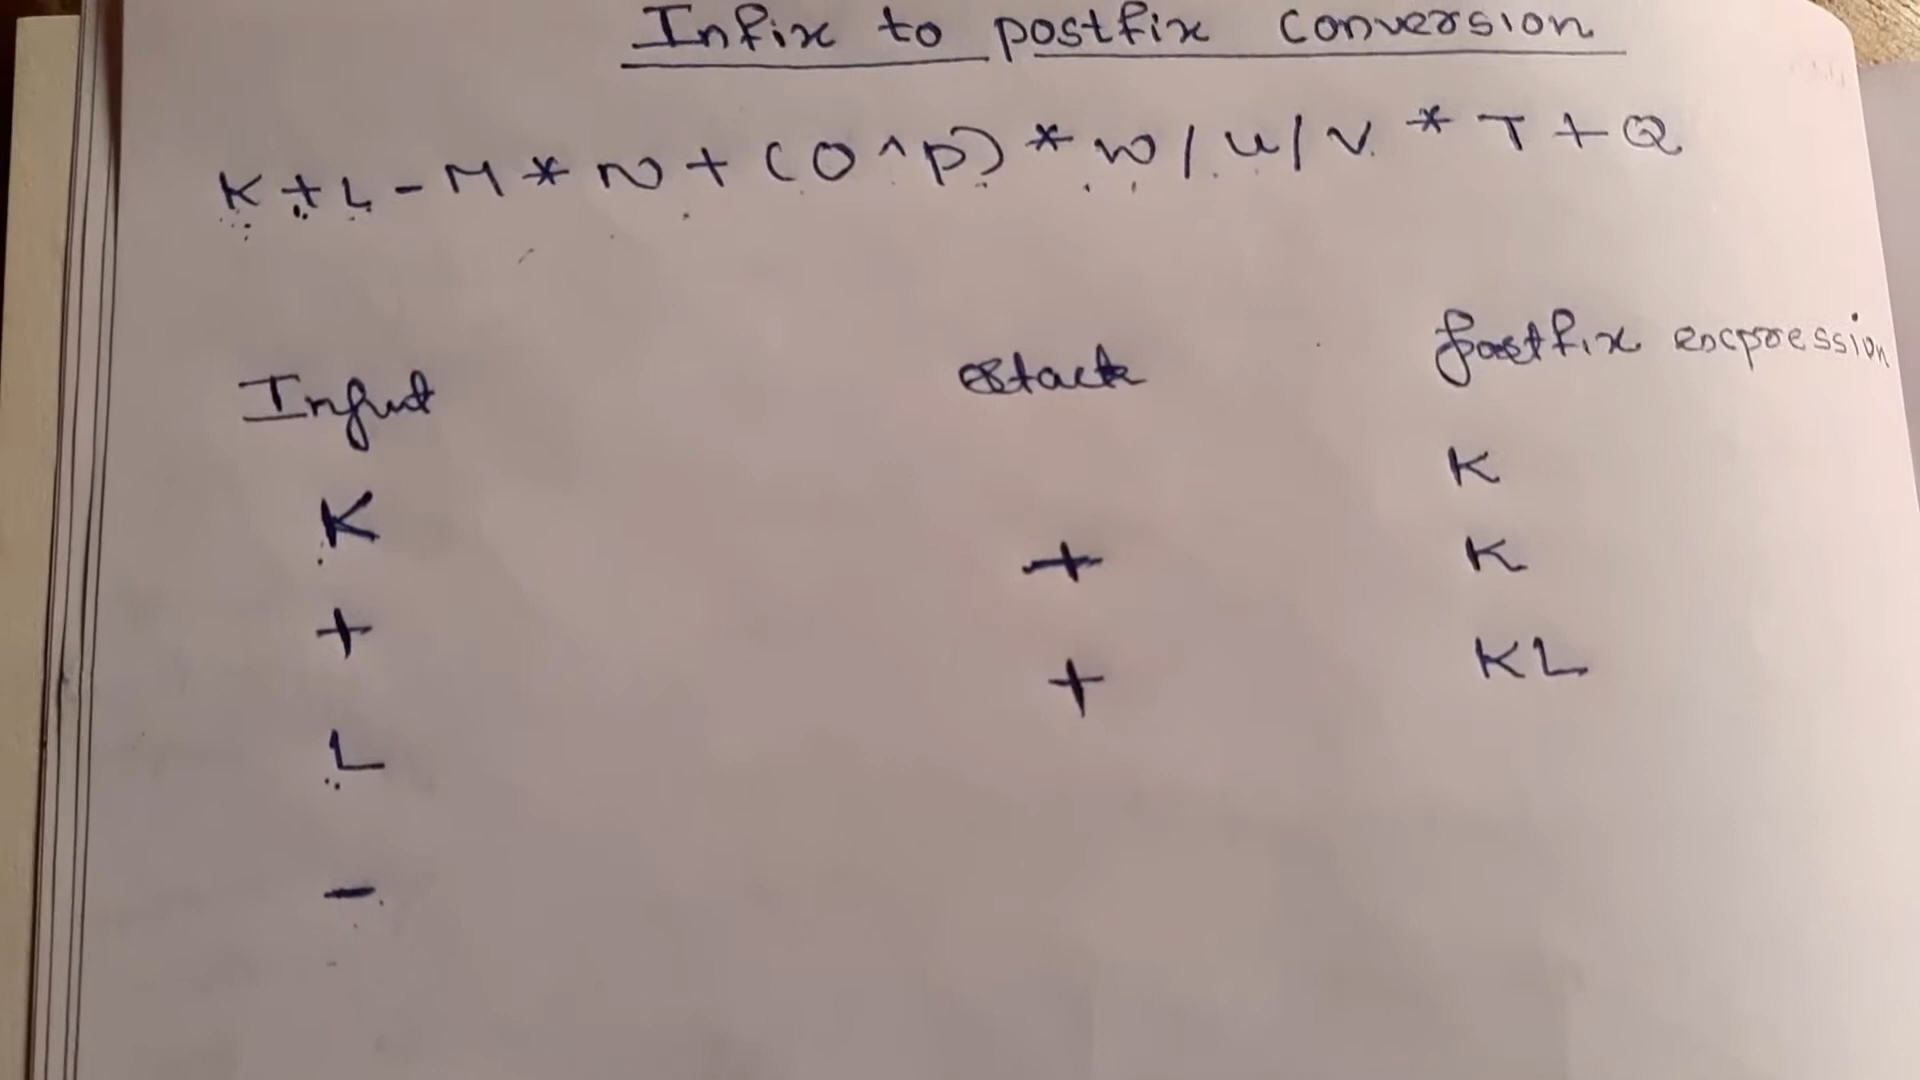 Infix to postfix conversion
K + L - M * N + (O ^ P) * W / U / V * T + Q
Input stack postfix expression
K K
+ + K
L + KL
-